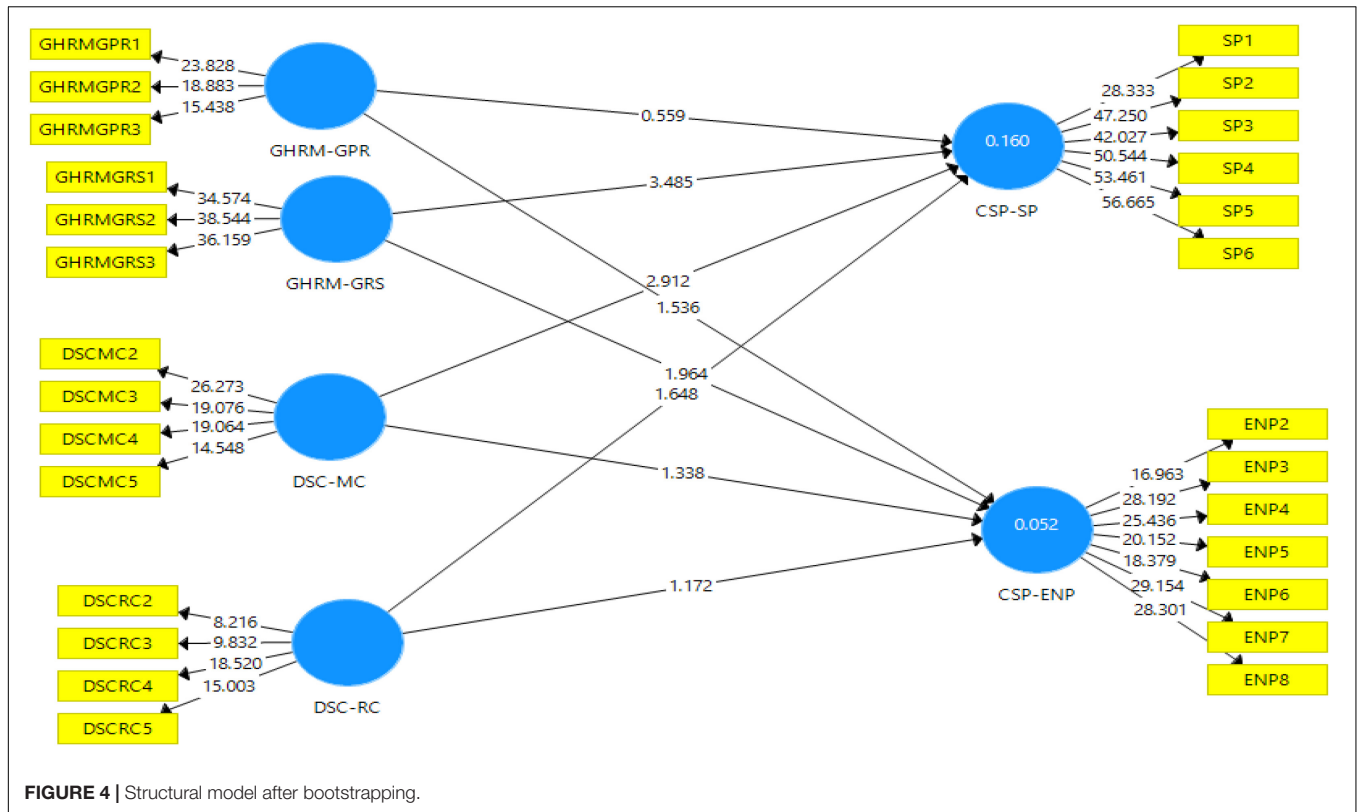 GHRMGPR1
GHRMGPR2
GHRMGPR3
23.828
18.883
15.438
GHRM-GPR
GHRMGRS1
GHRMGRS2
GHRMGRS3
34.574
38.544
36.159
GHRM-GRS
DSCMC2
DSCMC3
DSCMC4
DSCMC5
26.273
19.076
19.064
14.548
DSC-MC
DSCRC2
DSCRC3
DSCRC4
DSCRC5
8.216
9.832
18.520
15.003
DSC-RC
0.559
3.485
2.912
1.536
1.964
1.648
1.338
1.172
0.160
CSP-SP
28.333
47.250
42.027
50.544
53.461
56.665
SP1
SP2
SP3
SP4
SP5
SP6
0.052
CSP-ENP
16.963
28.192
25.436
20.152
18.379
29.154
28.301
ENP2
ENP3
ENP4
ENP5
ENP6
ENP7
ENP8
FIGURE 4 | Structural model after bootstrapping.